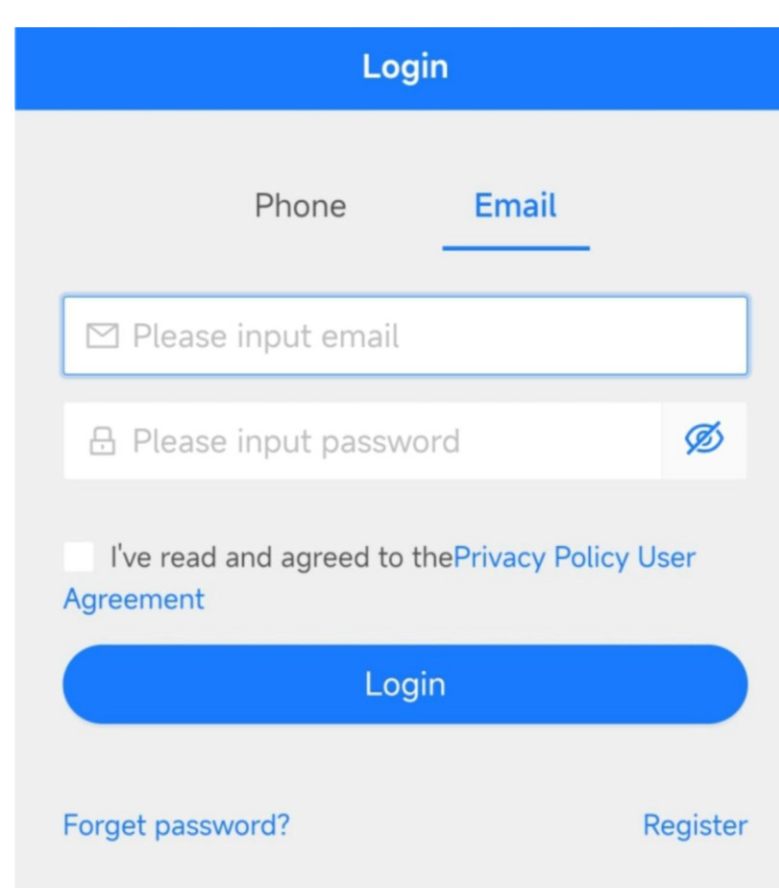 Login
Phone Email
Please input email
Please input password
I've read and agreed to thePrivacy Policy User
Agreement
Login
Forget password? Register